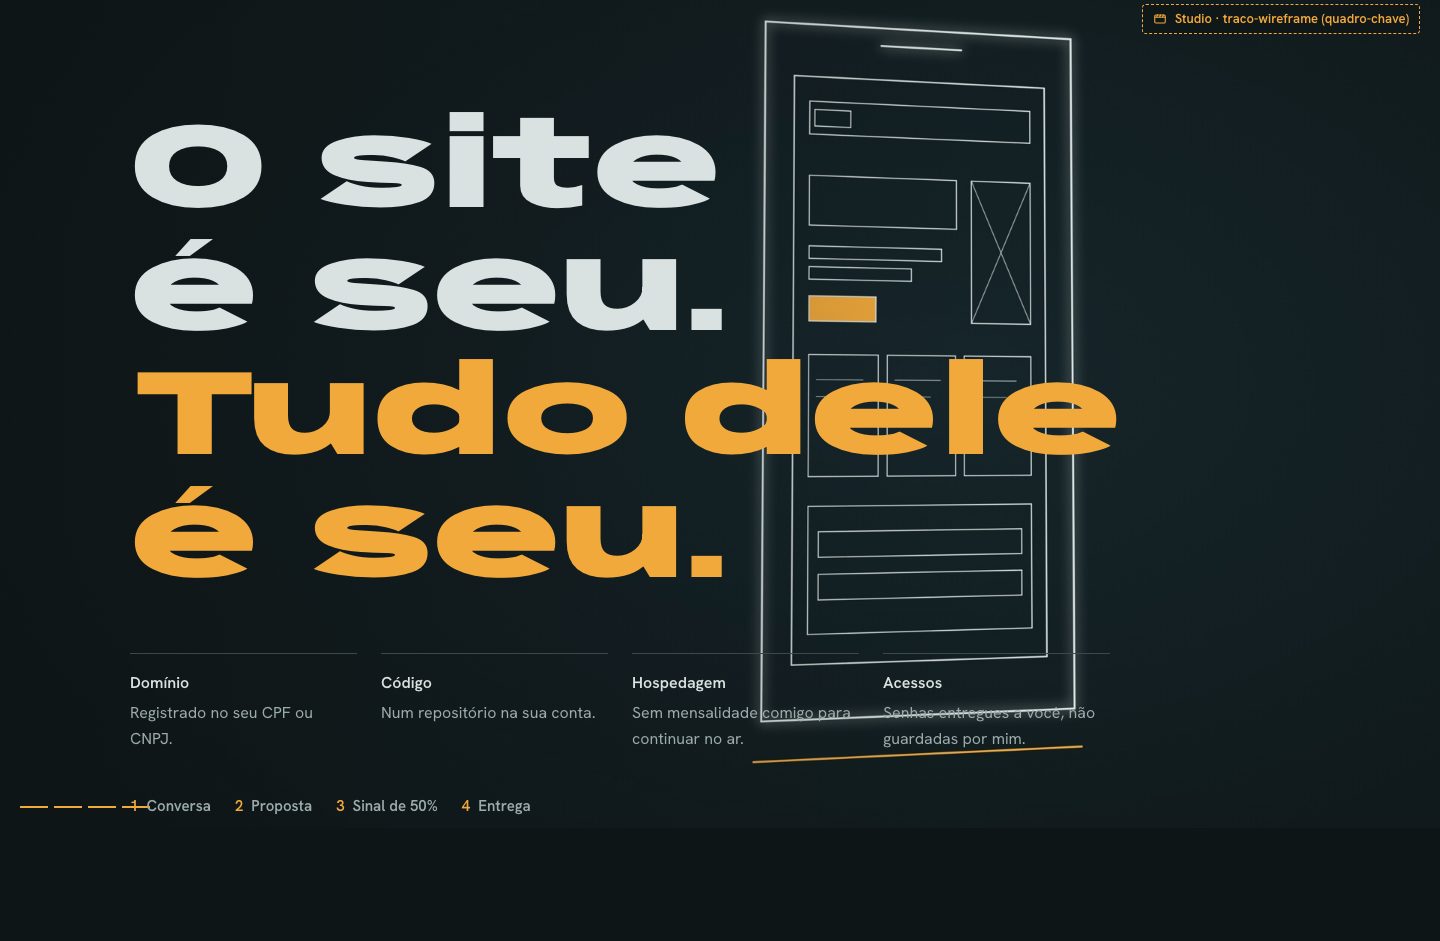 Studio · traco-wireframe (quadro-chave)
O site
é seu.
Tudo dele
é seu.
Domínio
Registrado no seu CPF ou
CNPJ.
Código
Num repositório na sua conta.
Hospedagem
Sem mensalidade comigo para
continuar no ar.
Acessos
Senhas entregues a você, não
guardadas por mim.
1 Conversa 2 Proposta 3 Sinal de 50% 4 Entrega